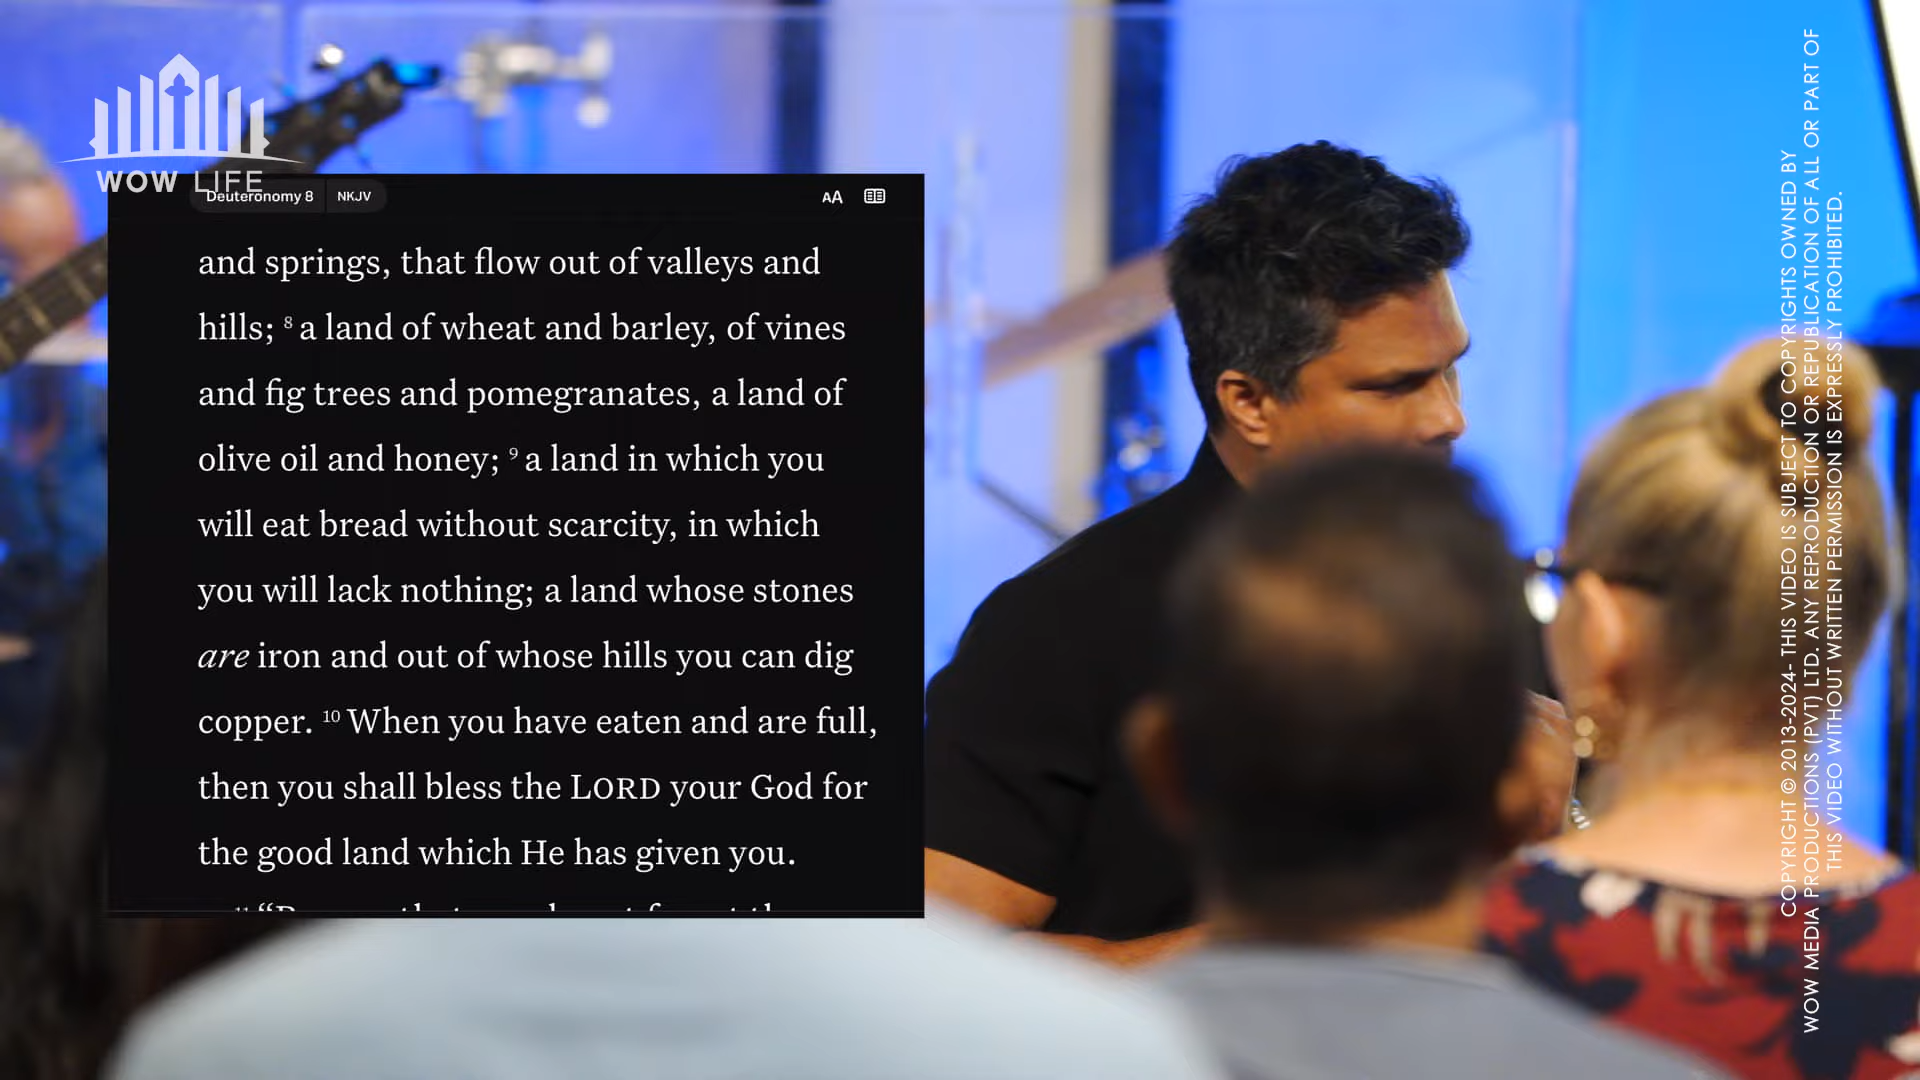 WOW LIFE
Deuteronomy 8 NKJV AA
and springs, that flow out of valleys and
hills; 8 a land of wheat and barley, of vines
and fig trees and pomegranates, a land of
olive oil and honey; 9 a land in which you
will eat bread without scarcity, in which
you will lack nothing; a land whose stones
are iron and out of whose hills you can dig
copper. 10 When you have eaten and are full,
then you shall bless the LORD your God for
the good land which He has given you.
COPYRIGHT © 2013-2024- THIS VIDEO IS SUBJECT TO COPYRIGHTS OWNED BY
WOW MEDIA PRODUCTIONS (PVT) LTD. ANY REPRODUCTION OR REPUBLICATION OF ALL OR PART OF
THIS VIDEO WITHOUT WRITTEN PERMISSION IS EXPRESSLY PROHIBITED.